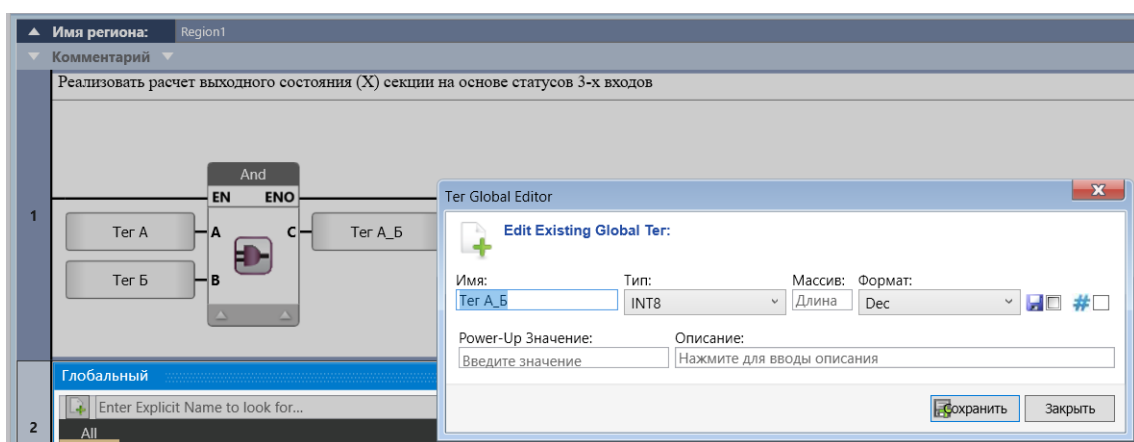 Имя региона: Region1
Комментарий
Реализовать расчет выходного состояния (X) секции на основе статусов 3-х входов
1
And
EN ENO
Тег А A C Тег А_Б
Тег Б B
Ter Global Editor
X
Edit Existing Global Ter:
Имя: Тип: Массив: Формат:
Тег А_Б INT8 Длина Dec #
Power-Up Значение: Описание:
Введите значение Нажмите для вводы описания
Сохранить Закрыть
Глобальный
Enter Explicit Name to look for...
2
All